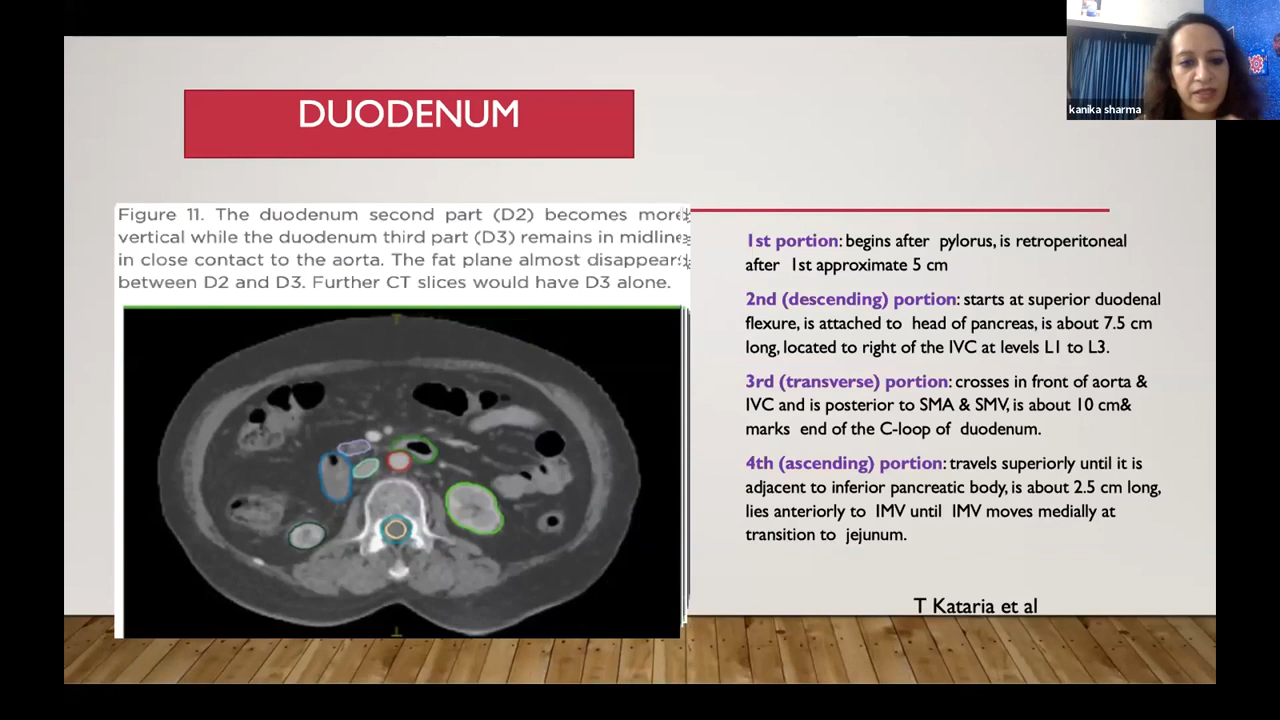 kanika sharma
DUODENUM
Figure 11. The duodenum second part (D2) becomes more
vertical while the duodenum third part (D3) remains in midline
in close contact to the aorta. The fat plane almost disappears
between D2 and D3. Further CT slices would have D3 alone.
1st portion: begins after pylorus, is retroperitoneal
after 1st approximate 5 cm
2nd (descending) portion: starts at superior duodenal
flexure, is attached to head of pancreas, is about 7.5 cm
long, located to right of the IVC at levels L1 to L3.
3rd (transverse) portion: crosses in front of aorta &
IVC and is posterior to SMA & SMV, is about 10 cm&
marks end of the C-loop of duodenum.
4th (ascending) portion: travels superiorly until it is
adjacent to inferior pancreatic body, is about 2.5 cm long,
lies anteriorly to IMV until IMV moves medially at
transition to jejunum.
T Kataria et al